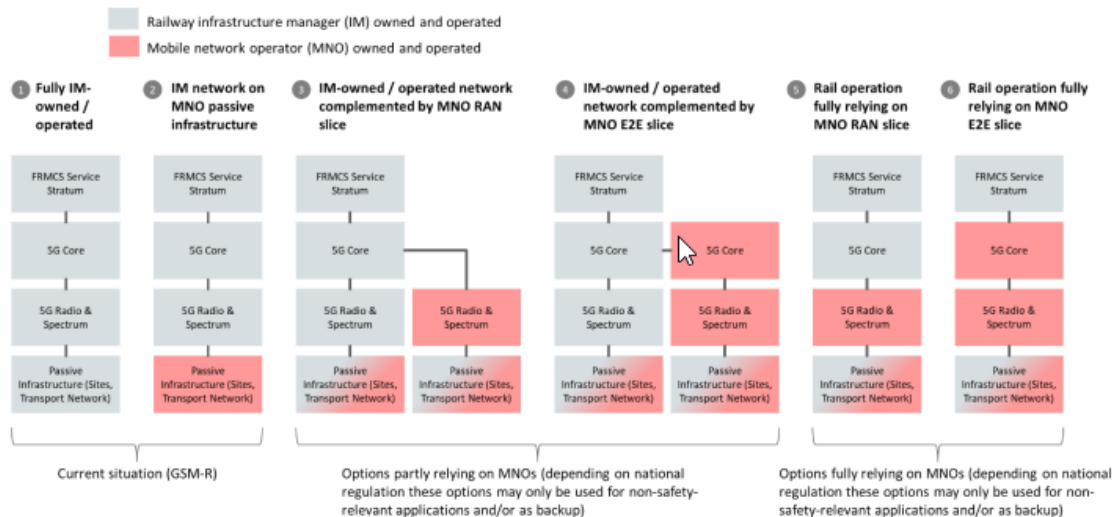 Railway infrastructure manager (IM) owned and operated
Mobile network operator (MNO) owned and operated
1 Fully IM-
owned /
operated
2 IM network on
MNO passive
infrastructure
3 IM-owned / operated network
complemented by MNO RAN
slice
4 IM-owned / operated
network complemented by
MNO E2E slice
5 Rail operation
fully relying on
MNO RAN slice
6 Rail operation fully
relying on MNO
E2E slice
FRMCS Service
Stratum
5G Core
5G Radio &
Spectrum
Passive
Infrastructure (Sites,
Transport Network)
FRMCS Service
Stratum
5G Core
5G Radio &
Spectrum
Passive
Infrastructure (Sites,
Transport Network)
FRMCS Service
Stratum
5G Core
5G Radio &
Spectrum
Passive
Infrastructure (Sites,
Transport Network)
5G Radio &
Spectrum
Passive
Infrastructure (Sites,
Transport Network)
FRMCS Service
Stratum
5G Core
5G Radio &
Spectrum
Passive
Infrastructure (Sites,
Transport Network)
5G Core
5G Radio &
Spectrum
Passive
Infrastructure (Sites,
Transport Network)
FRMCS Service
Stratum
5G Core
5G Radio &
Spectrum
Passive
Infrastructure (Sites,
Transport Network)
FRMCS Service
Stratum
5G Core
5G Radio &
Spectrum
Passive
Infrastructure (Sites,
Transport Network)
Current situation (GSM-R)
Options partly relying on MNOs (depending on national
regulation these options may only be used for non-safety-
relevant applications and/or as backup)
Options fully relying on MNOs (depending on national
regulation these options may only be used for non-
safety-relevant applications and/or as backup)